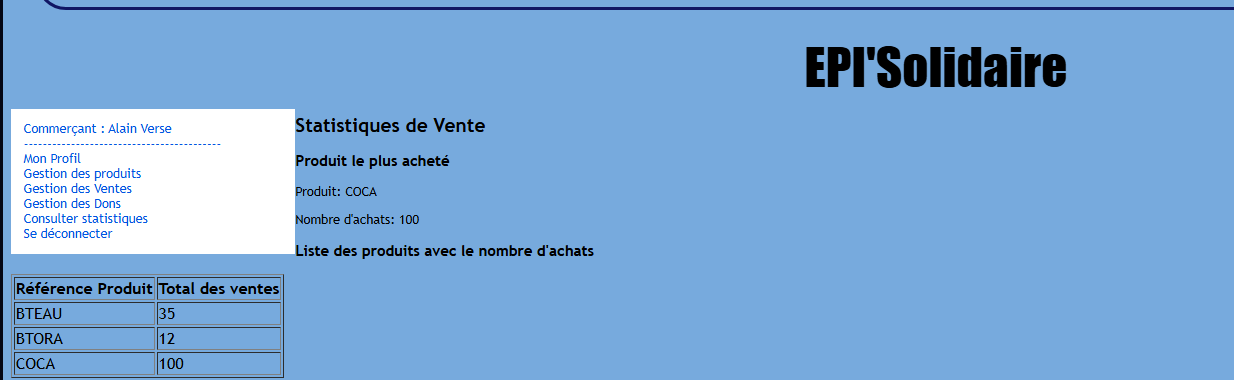 EPI'Solidaire
Commerçant : Alain Verse
-----------------------------------------
Mon Profil
Gestion des produits
Gestion des Ventes
Gestion des Dons
Consulter statistiques
Se déconnecter
Statistiques de Vente
Produit le plus acheté
Produit: COCA
Nombre d'achats: 100
Liste des produits avec le nombre d'achats
Référence Produit Total des ventes
BTEAU 35
BTORA 12
COCA 100